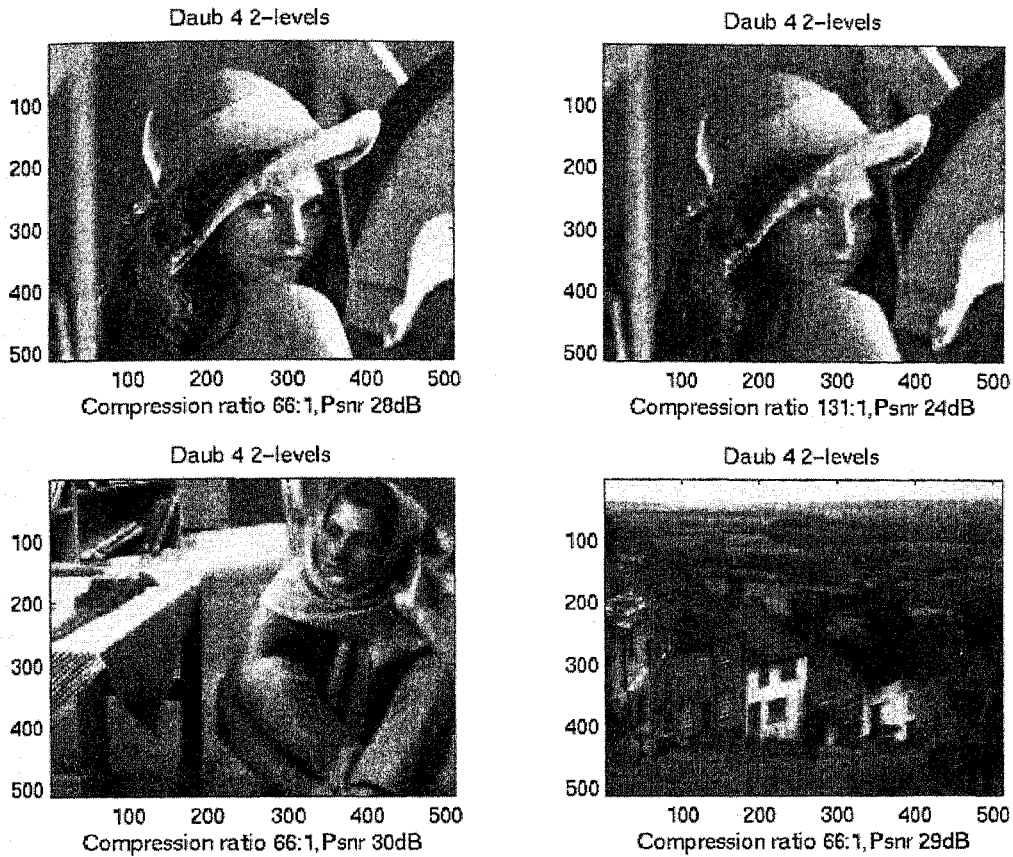 Daub 4 2-levels
100
200
300
400
500
100 200 300 400 500
Compression ratio 66:1,Psnr 28dB
Daub 4 2-levels
100
200
300
400
500
100 200 300 400 500
Compression ratio 131:1,Psnr 24dB
Daub 4 2-levels
100
200
300
400
500
100 200 300 400 500
Compression ratio 66:1,Psnr 30dB
Daub 4 2-levels
100
200
300
400
500
100 200 300 400 500
Compression ratio 66:1,Psnr 29dB